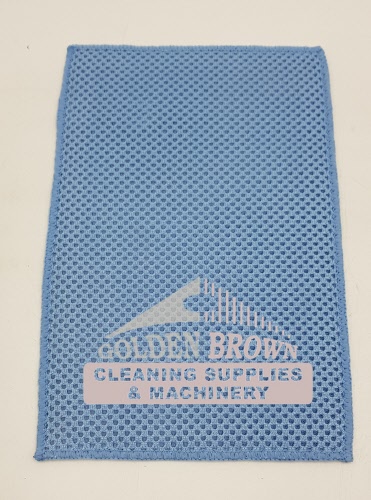 GOLDEN BROWN
CLEANING SUPPLIES
& MACHINERY